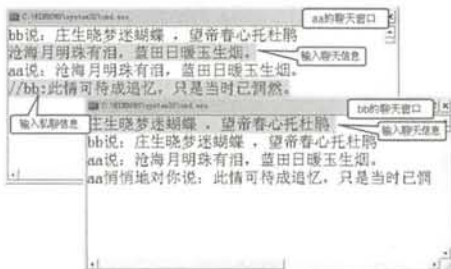 C:\WINDOWS\system32\cmd.exe
aa的聊天窗口
bb说：庄生晓梦迷蝴蝶，望帝春心托杜鹃
沧海月明珠有泪，蓝田日暖玉生烟。
输入聊天信息
aa说：沧海月明珠有泪，蓝田日暖玉生烟。
//bb:此情可待成追忆，只是当时已惘然。
输入私聊信息
C:\WINDOWS\system32\cmd.exe
bb的聊天窗口
庄生晓梦迷蝴蝶，望帝春心托杜鹃
输入聊天信息
bb说：庄生晓梦迷蝴蝶，望帝春心托杜鹃
aa说：沧海月明珠有泪，蓝田日暖玉生烟。
aa悄悄地对你说：此情可待成追忆，只是当时已惘